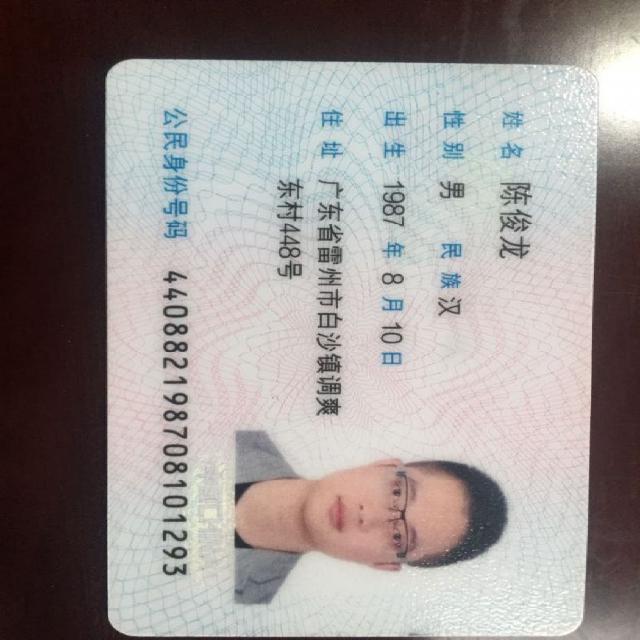 姓名 陈俊龙
性别 男 民族 汉
出生 1987 年 8 月 10 日
住址 广东省雷州市白沙镇调爽
东村448号
公民身份号码 440882198708101293